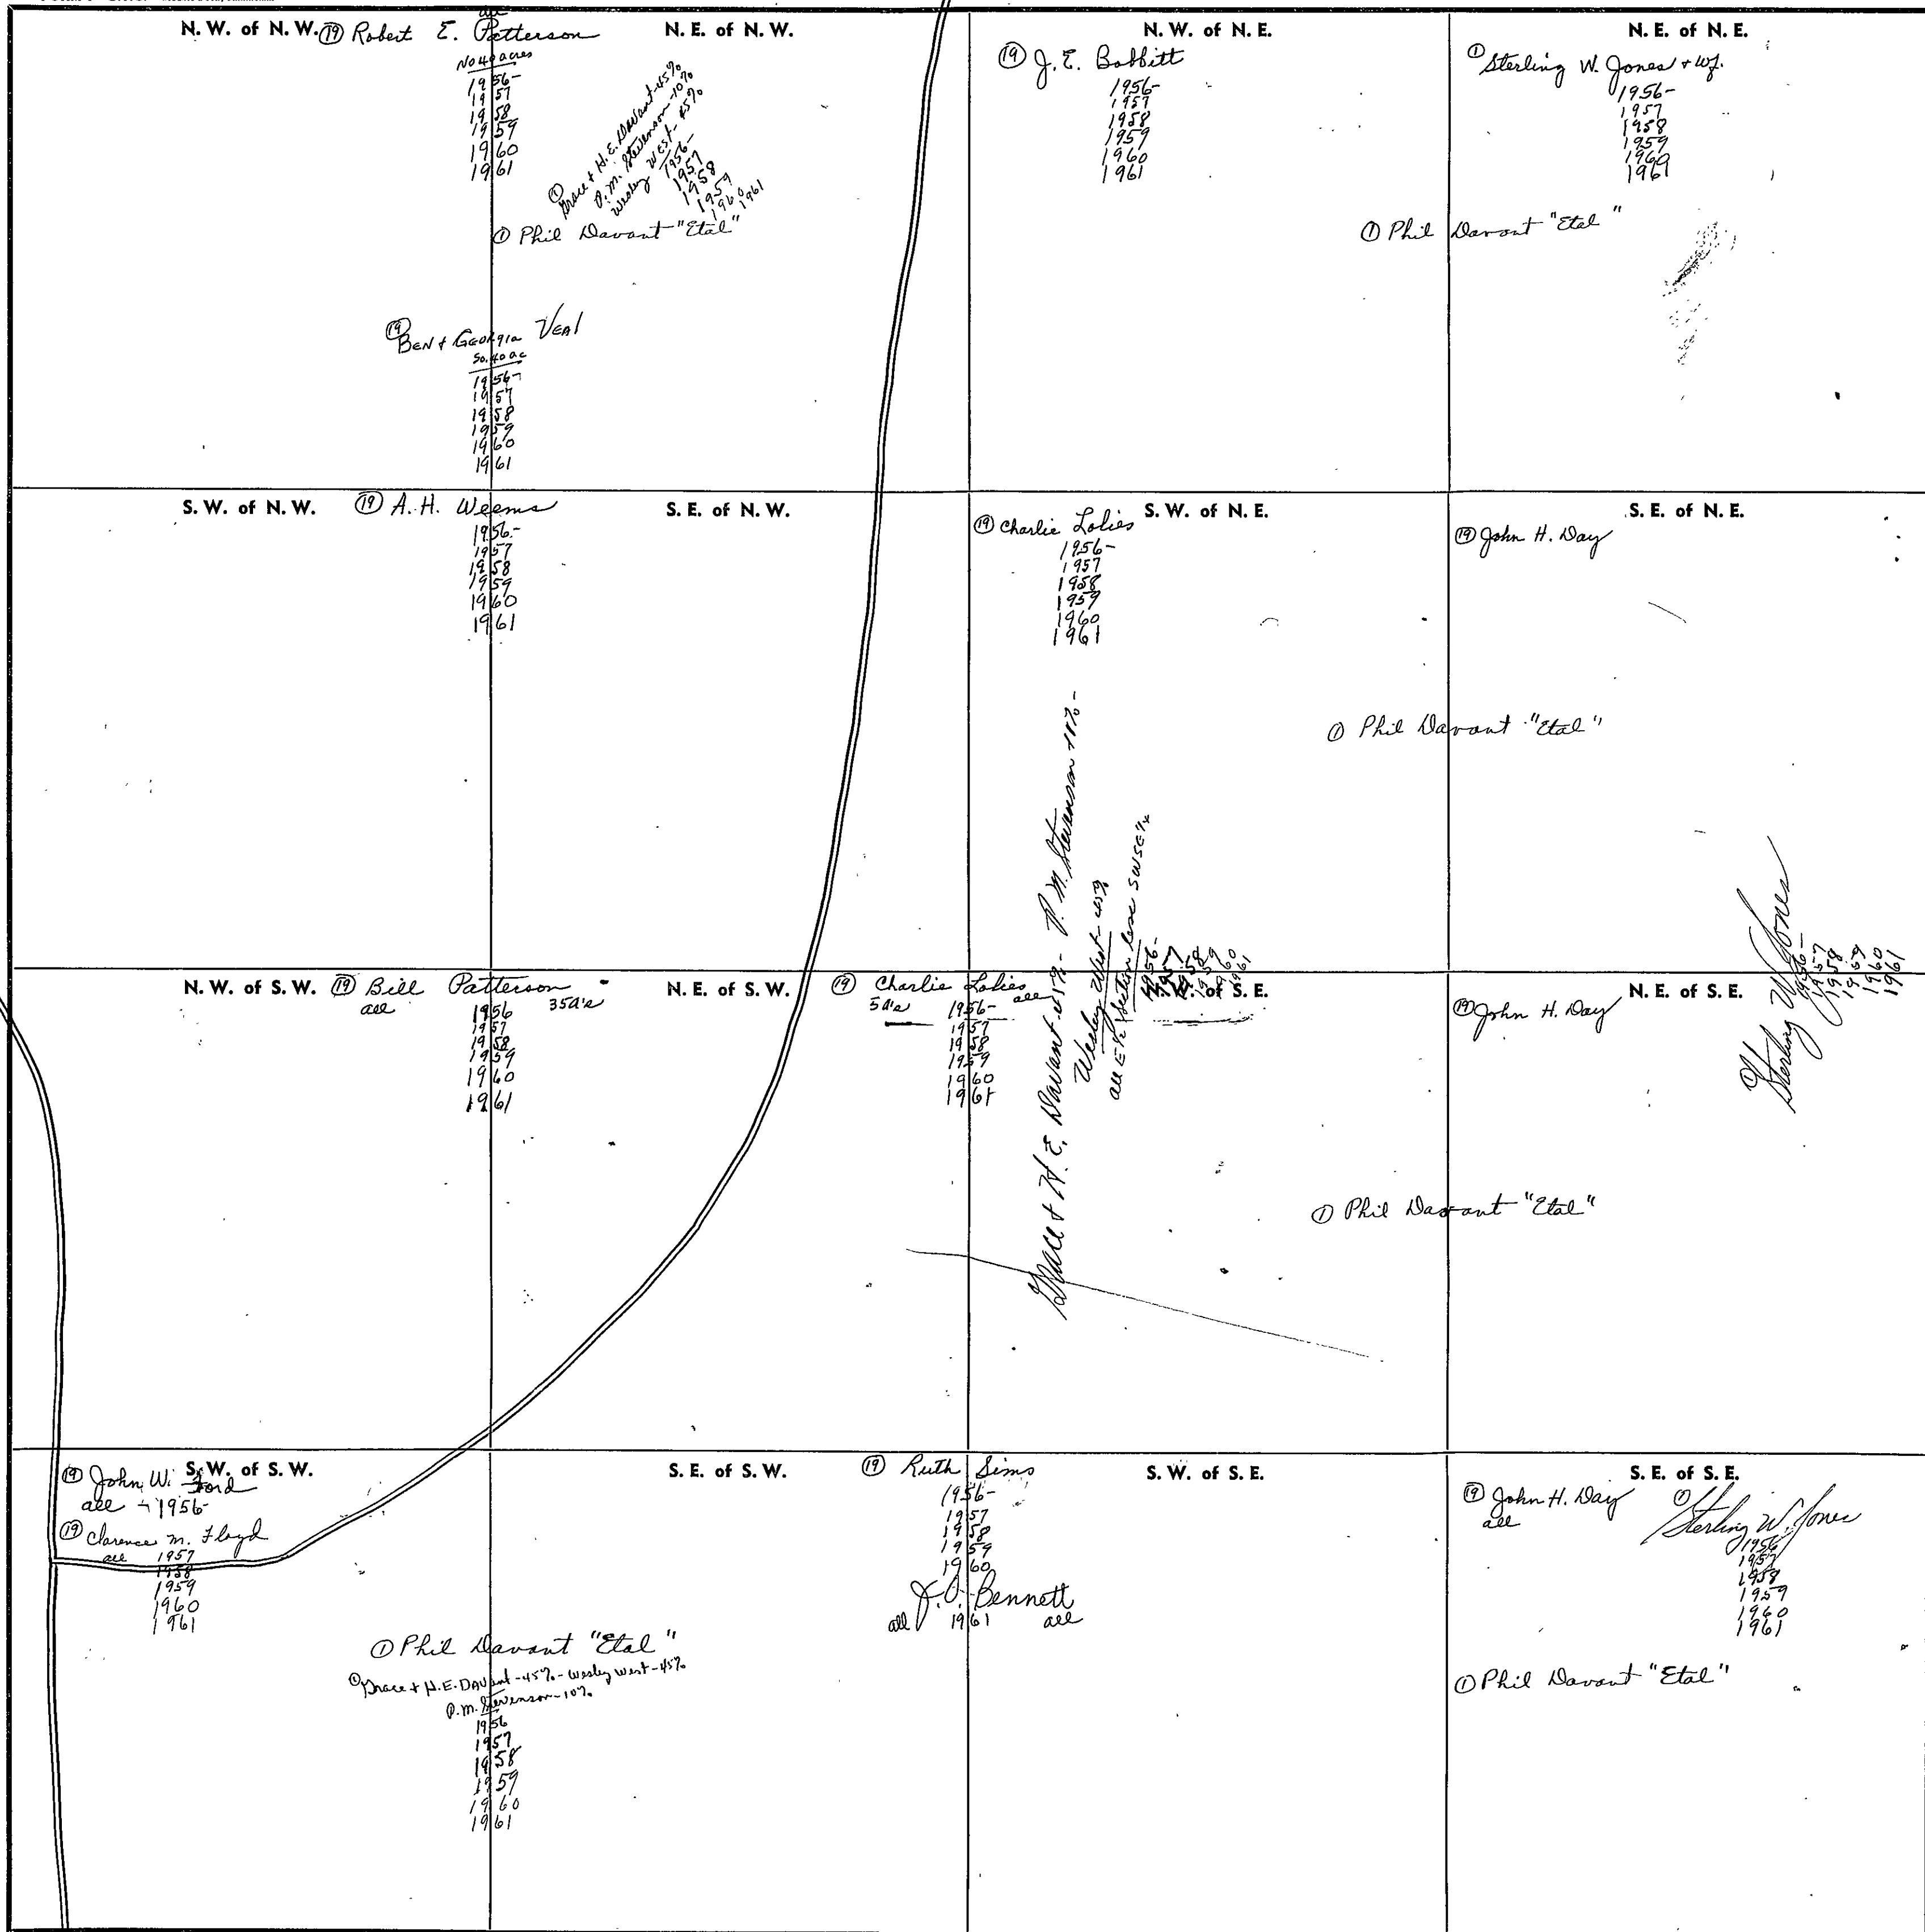 N. W. of N. W.
⑲ Robert E. Patterson
all
No 40 acres
1956-
1957
1958
1959
1960
1961
N. E. of N. W.
① Grace + H. E. Davant - 45%
P. M. Stevenson - 10%
Wesley West - 45%
1956-
1957
1958
1959
1960
1961
① Phil Davant "Etal"
⑲ Ben + Georgia Veal
So. 40 ac
1956-
1957
1958
1959
1960
1961
N. W. of N. E.
⑲ J. E. Bobbitt
1956-
1957
1958
1959
1960
1961
N. E. of N. E.
① Sterling W. Jones + wf.
1956-
1957
1958
1959
1960
1961
① Phil Davant "Etal"
S. W. of N. W.
⑲ A. H. Weems
1956-
1957
1958
1959
1960
1961
S. E. of N. W.
S. W. of N. E.
⑲ Charlie Lolies
1956-
1957
1958
1959
1960
1961
S. E. of N. E.
⑲ John H. Day
① Phil Davant "Etal"
Grace + H. E. Davant 45% - P. M. Stevenson 10% -
Wesley West - 45%
all E½ Section less SWSE¼
1956-
1957
1958
1959
1960
1961
① Sterling W Jones
1956-
1957
1958
1959
1960
1961
N. W. of S. W.
⑲ Bill Patterson
all
35 a's
1956
1957
1958
1959
1960
1961
N. E. of S. W.
⑲ Charlie Lolies
5 a's
all
1956-
1957
1958
1959
1960
1961
N. W. of S. E.
N. E. of S. E.
⑲ John H. Day
① Phil Davant "Etal"
S. W. of S. W.
⑲ John W. Ford
all - 1956-
⑲ Clarence M. Floyd
all 1957
1958
1959
1960
1961
S. E. of S. W.
① Phil Davant "Etal"
① Grace + H. E. Davant - 45% - Wesley West - 45%
P. M. Stevenson - 10%
1956
1957
1958
1959
1960
1961
⑲ Ruth Sims
1956-
1957
1958
1959
1960
J. O. Bennett
all 1961 all
S. W. of S. E.
S. E. of S. E.
⑲ John H. Day
all
① Sterling W. Jones
1956
1957
1958
1959
1960
1961
① Phil Davant "Etal"